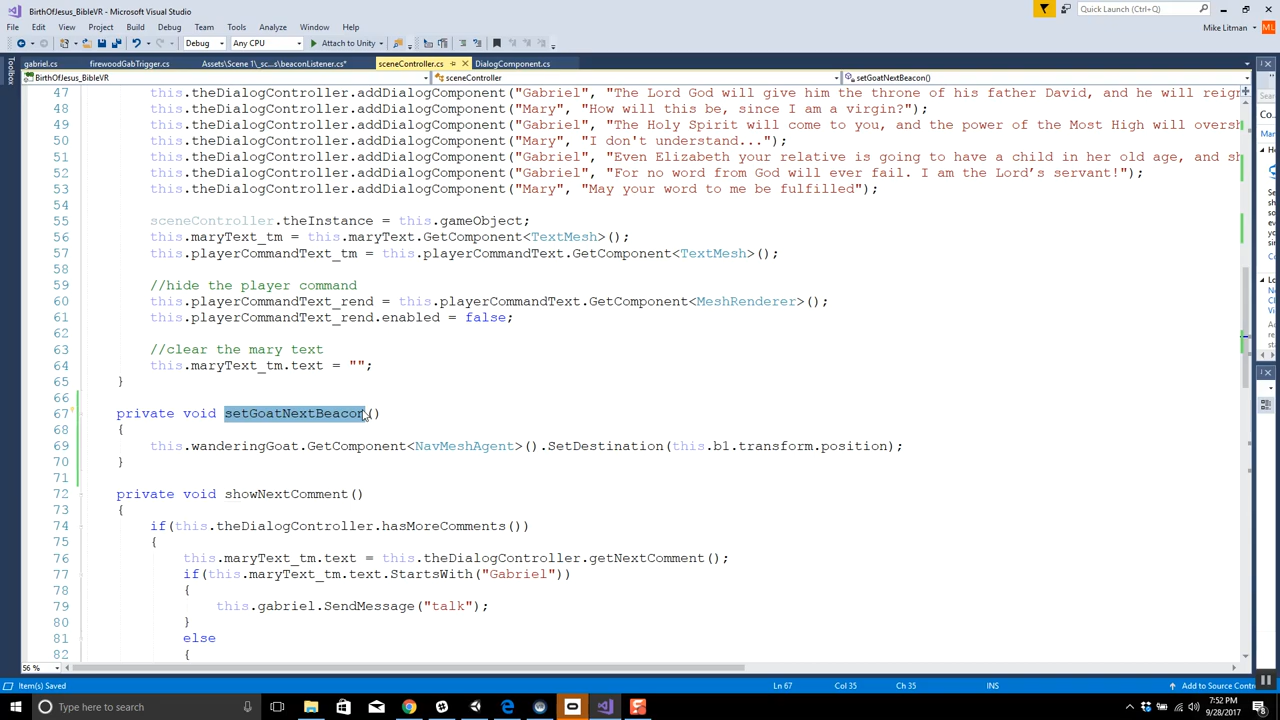 BirthOfJesus_BibleVR - Microsoft Visual Studio
Quick Launch (Ctrl+Q)
File Edit View Project Build Debug Team Tools Analyze Window Help
Mike Litman ML
Debug Any CPU Attach to Unity
gabriel.cs firewoodGabTrigger.cs Assets\Scene 1\_sc...s\beaconListener.cs* sceneController.cs DialogComponent.cs
BirthOfJesus_BibleVR sceneController setGoatNextBeacon()
Toolbox
47 this.theDialogController.addDialogComponent("Gabriel", "The Lord God will give him the throne of his father David, and he will reign
48 this.theDialogController.addDialogComponent("Mary", "How will this be, since I am a virgin?");
49 this.theDialogController.addDialogComponent("Gabriel", "The Holy Spirit will come to you, and the power of the Most High will oversh
50 this.theDialogController.addDialogComponent("Mary", "I don't understand...");
51 this.theDialogController.addDialogComponent("Gabriel", "Even Elizabeth your relative is going to have a child in her old age, and sh
52 this.theDialogController.addDialogComponent("Gabriel", "For no word from God will ever fail. I am the Lord’s servant!");
53 this.theDialogController.addDialogComponent("Mary", "May your word to me be fulfilled");
54
55 sceneController.theInstance = this.gameObject;
56 this.maryText_tm = this.maryText.GetComponent<TextMesh>();
57 this.playerCommandText_tm = this.playerCommandText.GetComponent<TextMesh>();
58
59 //hide the player command
60 this.playerCommandText_rend = this.playerCommandText.GetComponent<MeshRenderer>();
61 this.playerCommandText_rend.enabled = false;
62
63 //clear the mary text
64 this.maryText_tm.text = "";
65 }
66
67 private void setGoatNextBeacon()
68 {
69 this.wanderingGoat.GetComponent<NavMeshAgent>().SetDestination(this.b1.transform.position);
70 }
71
72 private void showNextComment()
73 {
74 if(this.theDialogController.hasMoreComments())
75 {
76 this.maryText_tm.text = this.theDialogController.getNextComment();
77 if(this.maryText_tm.text.StartsWith("Gabriel"))
78 {
79 this.gabriel.SendMessage("talk");
80 }
81 else
82 {
56 %
Item(s) Saved Ln 67 Col 35 Ch 35 INS Add to Source Contr
Type here to search
7:52 PM
9/28/2017